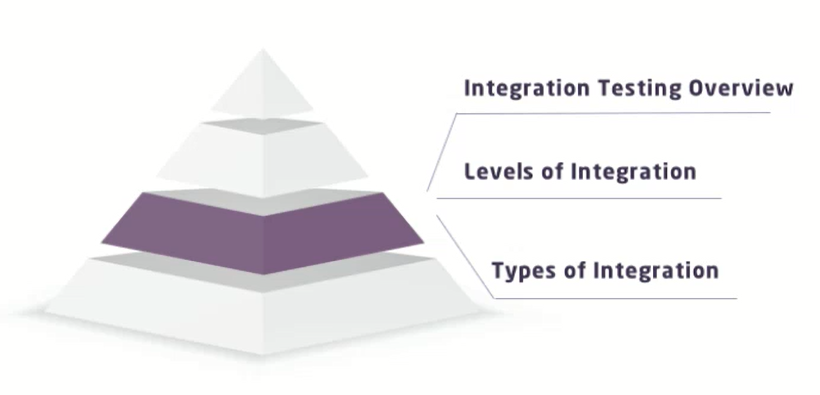 Integration Testing Overview
Levels of Integration
Types of Integration